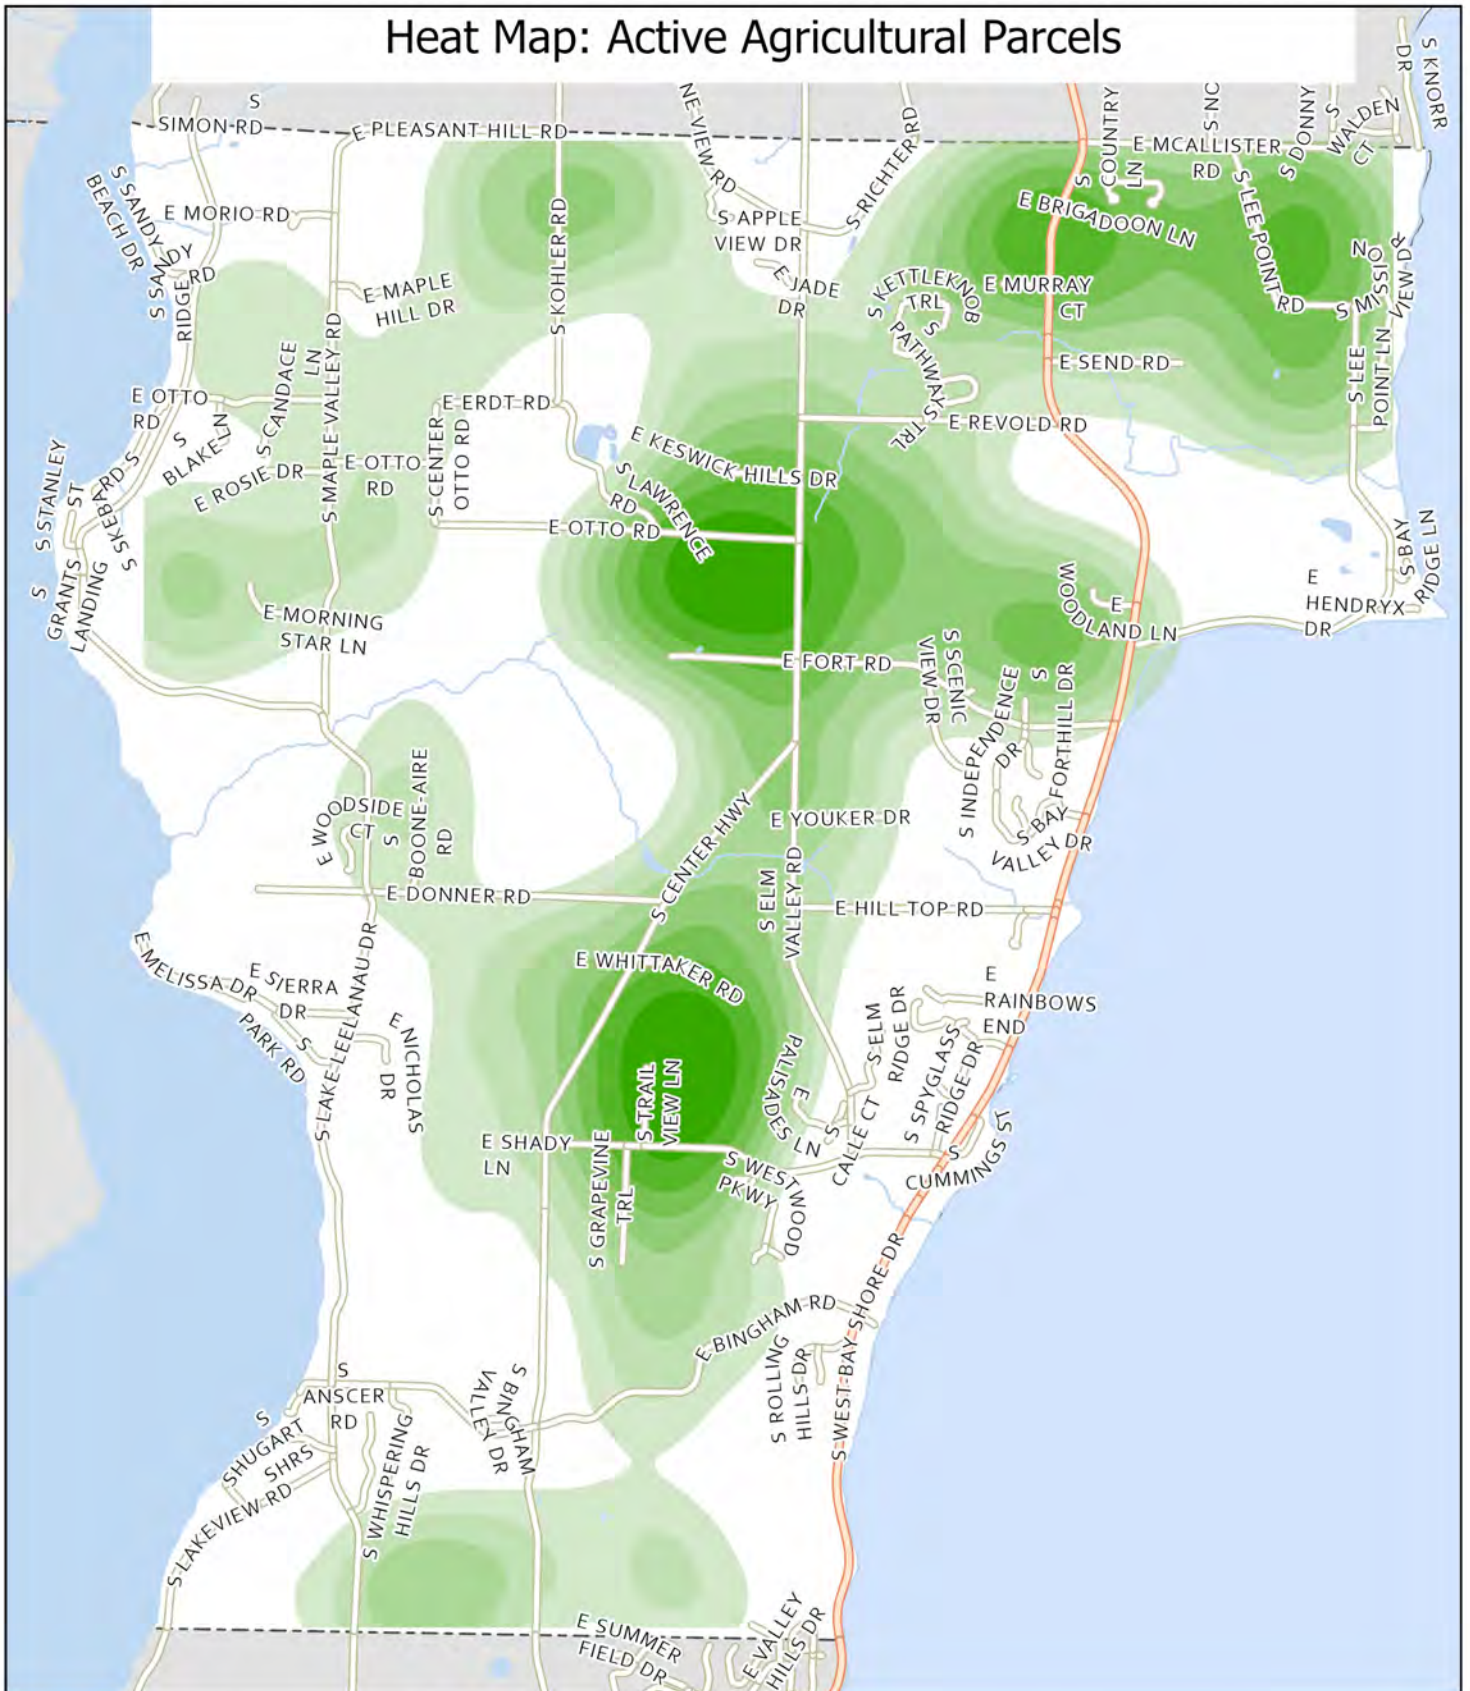 Heat Map: Active Agricultural Parcels
S
SIMON RD
E PLEASANT HILL RD
NE-VIEW RD
S RICHTER RD
S
COUNTRY
LN
S NC
E MCALLISTER
RD
S DONNY
S
WALDEN
CT
DR
S KNORR
S SANDY
BEACH DR
E MORIO RD
S SANDY
RIDGE
RD
S KOHLER RD
S APPLE
VIEW DR
E JADE
DR
E BRIGADOON LN
S LEE POINT
RD
S MISSION
VIEW DR
E MAPLE
HILL DR
S KETTLEKNOB
TRL
S
PATHWAYS TRL
E MURRAY
CT
E SEND RD
S LEE
POINT LN
E OTTO
RD
S CANDACE
LN
S MAPLE VALLEY RD
E ERDT RD
S CENTER
OTTO RD
E REVOLD RD
S
BLAKE LN
E ROSIE DR
E OTTO
RD
E KESWICK HILLS DR
S LAWRENCE
RD
E OTTO RD
S STANLEY
ST
S SKEBA RD
S
S
GRANTS
LANDING
E MORNING
STAR LN
E
WOODLAND LN
S BAY
RIDGE LN
E
HENDRYX
DR
E FORT RD
S SCENIC
VIEW DR
S INDEPENDENCE
DR
S
FORTHILL DR
E WOODSIDE
CT
S
BOONE-AIRE
RD
S CENTER HWY
E YOUKER DR
S BAY
VALLEY DR
E DONNER RD
S ELM
VALLEY RD
E HILL TOP RD
E WHITTAKER RD
E MELISSA DR
E SIERRA
DR
S
PARK RD
S LAKE LEELANAU DR
E NICHOLAS
DR
E
RAINBOWS
END
S ELM
RIDGE DR
S SPYGLASS
RIDGE DR
E
PALISADES
LN
S
CALLE CT
S TRAIL
VIEW LN
E SHADY
LN
S GRAPEVINE
TRL
S WESTWOOD
PKWY
S
CUMMINGS ST
E BINGHAM RD
S ROLLING
HILLS DR
S WEST-BAY SHORE DR
S
ANSCER
RD
S BINGHAM
VALLEY DR
S
SHUGART
SHRS
S LAKEVIEW RD
S WHISPERING
HILLS DR
E SUMMER
FIELD DR
E VALLEY
HILLS DR